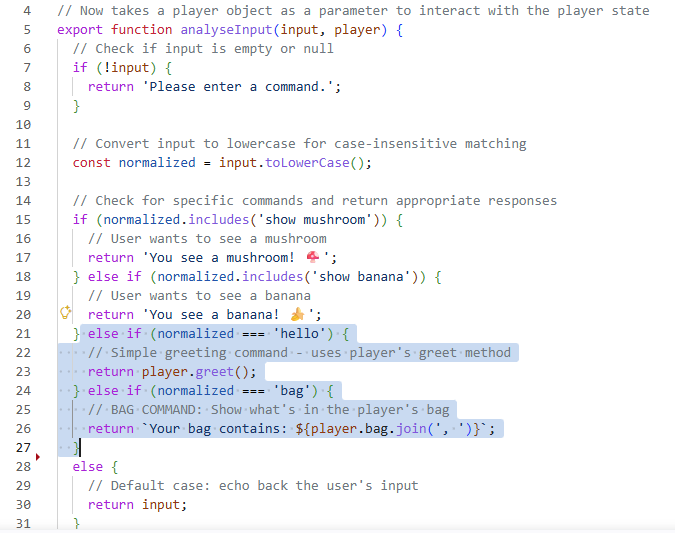 4 // Now takes a player object as a parameter to interact with the player state
5 export function analyseInput(input, player) {
6 // Check if input is empty or null
7 if (!input) {
8 return 'Please enter a command.';
9 }
10
11 // Convert input to lowercase for case-insensitive matching
12 const normalized = input.toLowerCase();
13
14 // Check for specific commands and return appropriate responses
15 if (normalized.includes('show mushroom')) {
16 // User wants to see a mushroom
17 return 'You see a mushroom! 🍄';
18 } else if (normalized.includes('show banana')) {
19 // User wants to see a banana
20 return 'You see a banana! 🍌';
21 } else if (normalized === 'hello') {
22 // Simple greeting command - uses player's greet method
23 return player.greet();
24 } else if (normalized === 'bag') {
25 // BAG COMMAND: Show what's in the player's bag
26 return `Your bag contains: ${player.bag.join(', ')}`;
27 }
28 else {
29 // Default case: echo back the user's input
30 return input;
31 }